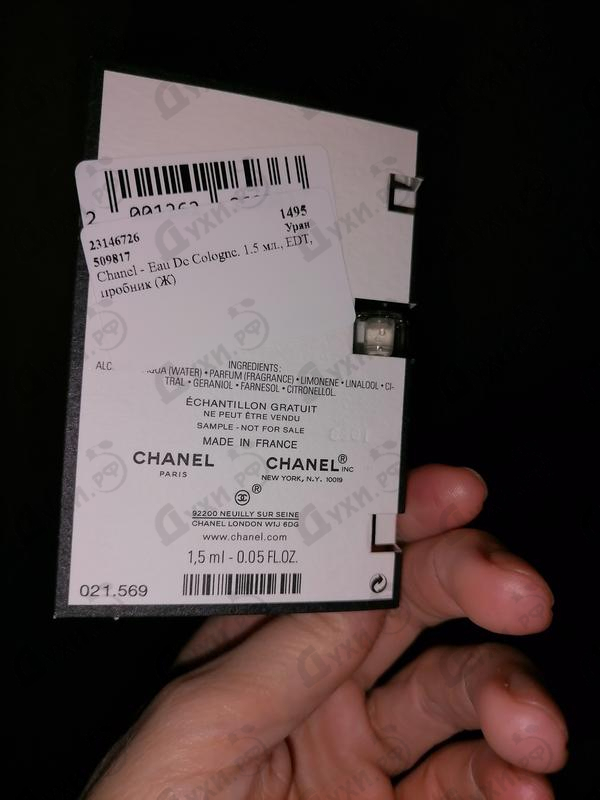 1495
23146726
Уран
509817
Chanel - Eau De Cologne. 1.5 мл., EDT,
пробник (Ж)
INGREDIENTS:
ALC. (WATER) • PARFUM (FRAGRANCE) • LIMONENE • LINALOOL • CI-
TRAL • GERANIOL • FARNESOL • CITRONELLOL.
ÉCHANTILLON GRATUIT
NE PEUT ÊTRE VENDU
SAMPLE - NOT FOR SALE
MADE IN FRANCE
CHANEL CHANEL® INC
PARIS NEW YORK, N.Y. 10019
®
92200 NEUILLY SUR SEINE
CHANEL LONDON W1J 6DG
www.chanel.com
1,5 ml - 0.05 FL.OZ.
021.569
Духи.рф